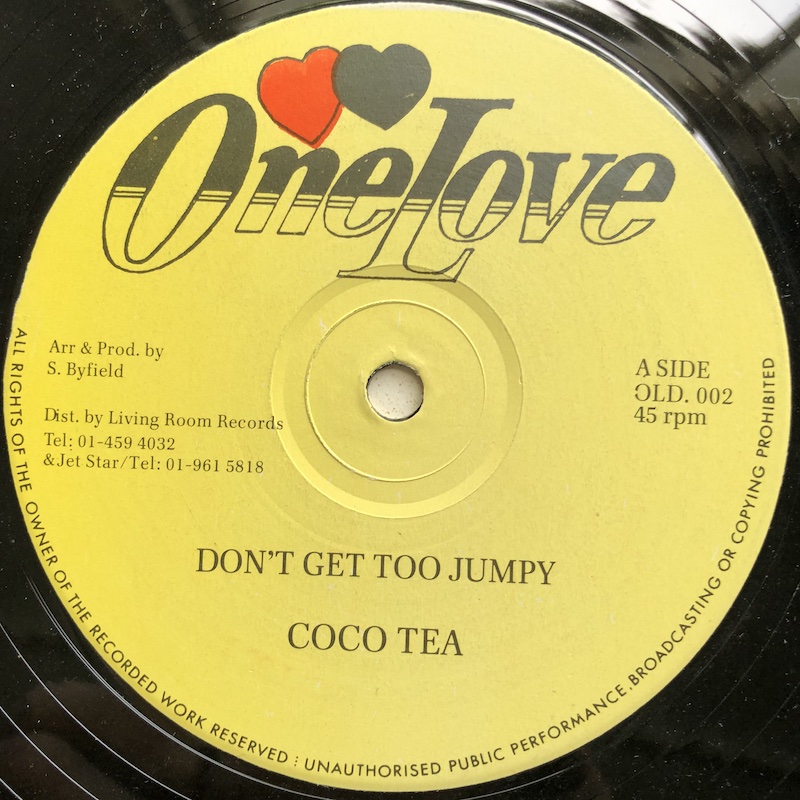 OneLove
Arr & Prod. by
S. Byfield
Dist. by Living Room Records
Tel: 01-459 4032
&Jet Star/Tel: 01-961 5818
A SIDE
OLD. 002
45 rpm
DON'T GET TOO JUMPY
COCO TEA
ALL RIGHTS OF THE OWNER OF THE RECORDED WORK RESERVED : UNAUTHORISED PUBLIC PERFORMANCE, BROADCASTING OR COPYING PROHIBITED